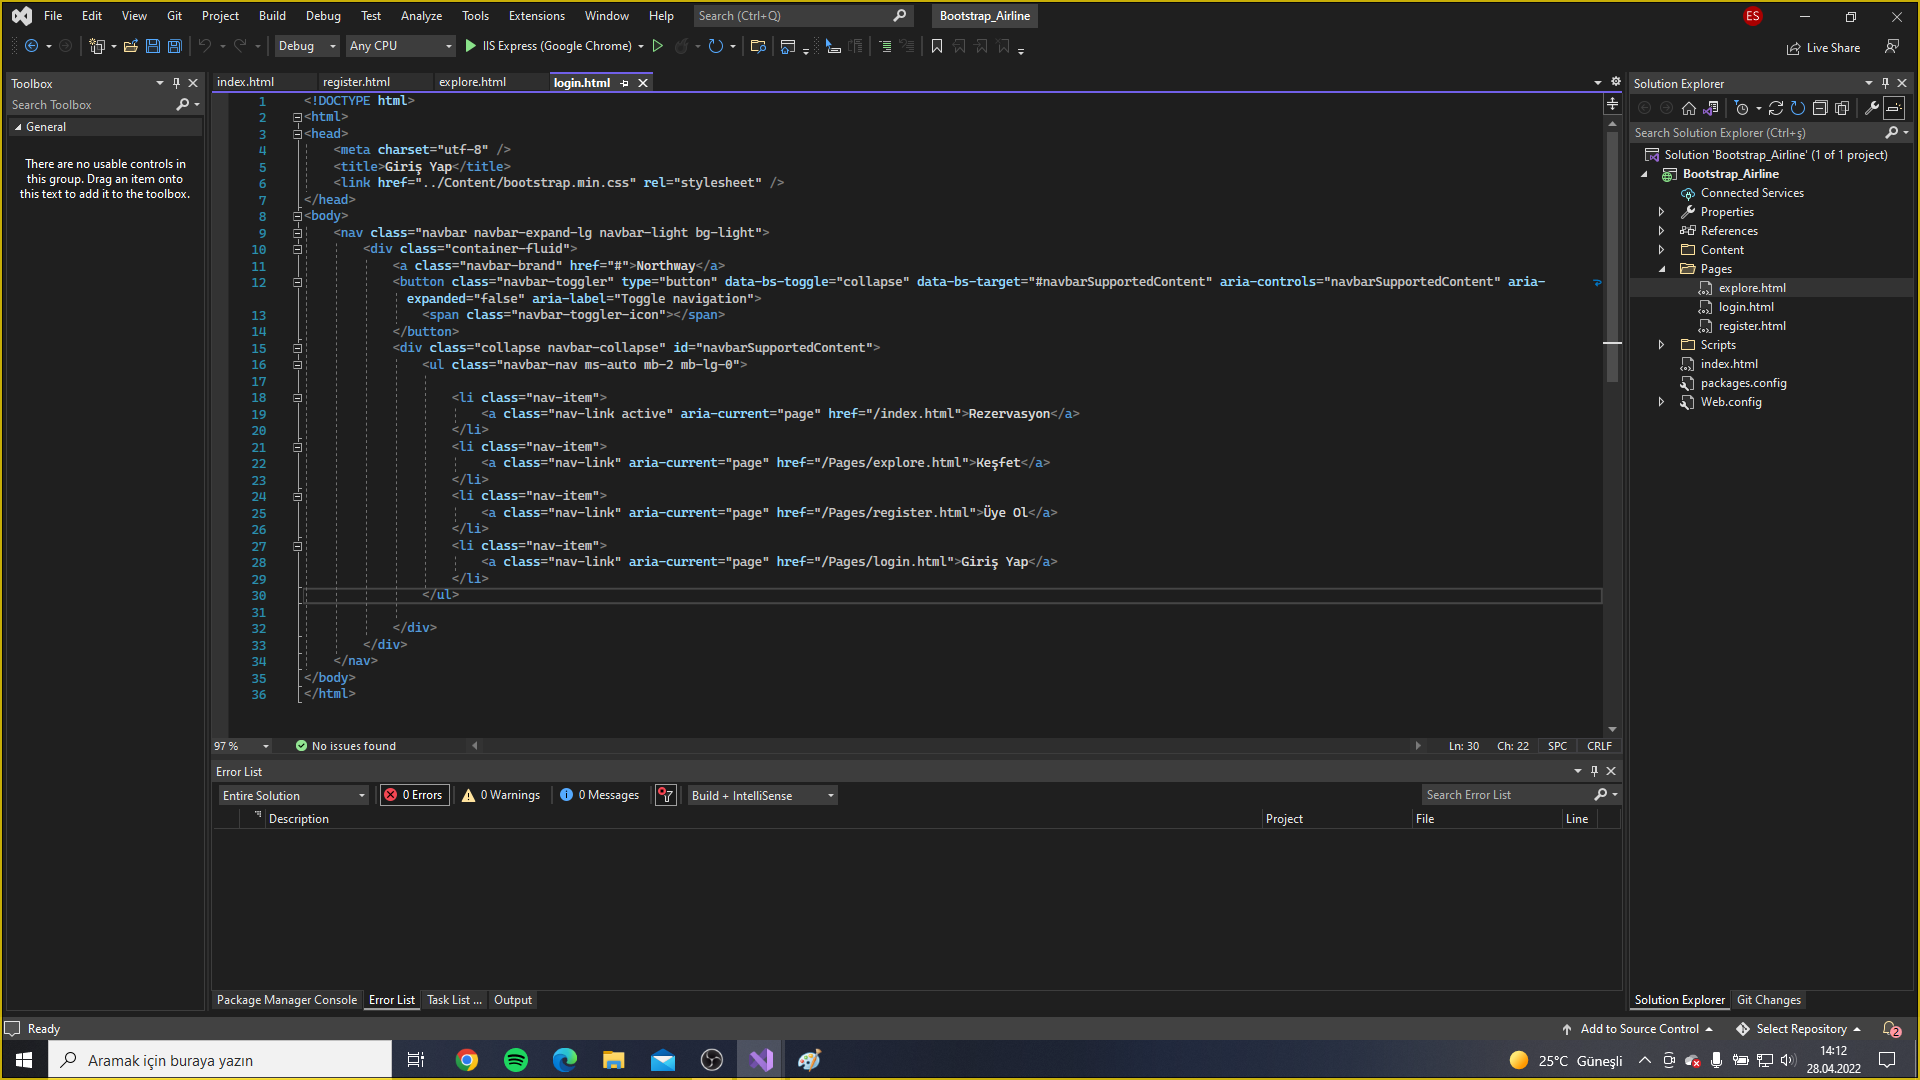 File Edit View Git Project Build Debug Test Analyze Tools Extensions Window Help Search (Ctrl+Q) Bootstrap_Airline ES
Debug Any CPU IIS Express (Google Chrome) Live Share
Toolbox
Search Toolbox
General
There are no usable controls in
this group. Drag an item onto
this text to add it to the toolbox.
index.html register.html explore.html login.html
1 <!DOCTYPE html>
2 <html>
3 <head>
4 <meta charset="utf-8" />
5 <title>Giriş Yap</title>
6 <link href="../Content/bootstrap.min.css" rel="stylesheet" />
7 </head>
8 <body>
9 <nav class="navbar navbar-expand-lg navbar-light bg-light">
10 <div class="container-fluid">
11 <a class="navbar-brand" href="#">Northway</a>
12 <button class="navbar-toggler" type="button" data-bs-toggle="collapse" data-bs-target="#navbarSupportedContent" aria-controls="navbarSupportedContent" aria-
expanded="false" aria-label="Toggle navigation">
13 <span class="navbar-toggler-icon"></span>
14 </button>
15 <div class="collapse navbar-collapse" id="navbarSupportedContent">
16 <ul class="navbar-nav ms-auto mb-2 mb-lg-0">
17
18 <li class="nav-item">
19 <a class="nav-link active" aria-current="page" href="/index.html">Rezervasyon</a>
20 </li>
21 <li class="nav-item">
22 <a class="nav-link" aria-current="page" href="/Pages/explore.html">Keşfet</a>
23 </li>
24 <li class="nav-item">
25 <a class="nav-link" aria-current="page" href="/Pages/register.html">Üye Ol</a>
26 </li>
27 <li class="nav-item">
28 <a class="nav-link" aria-current="page" href="/Pages/login.html">Giriş Yap</a>
29 </li>
30 </ul>
31
32 </div>
33 </div>
34 </nav>
35 </body>
36 </html>
97 % No issues found Ln: 30 Ch: 22 SPC CRLF
Error List
Entire Solution 0 Errors 0 Warnings 0 Messages Build + IntelliSense Search Error List
Description Project File Line
Package Manager Console Error List Task List ... Output
Solution Explorer
Search Solution Explorer (Ctrl+ş)
Solution 'Bootstrap_Airline' (1 of 1 project)
Bootstrap_Airline
Connected Services
Properties
References
Content
Pages
explore.html
login.html
register.html
Scripts
index.html
packages.config
Web.config
Solution Explorer Git Changes
Ready Add to Source Control Select Repository 2
Aramak için buraya yazın 25°C Güneşli 14:12
28.04.2022